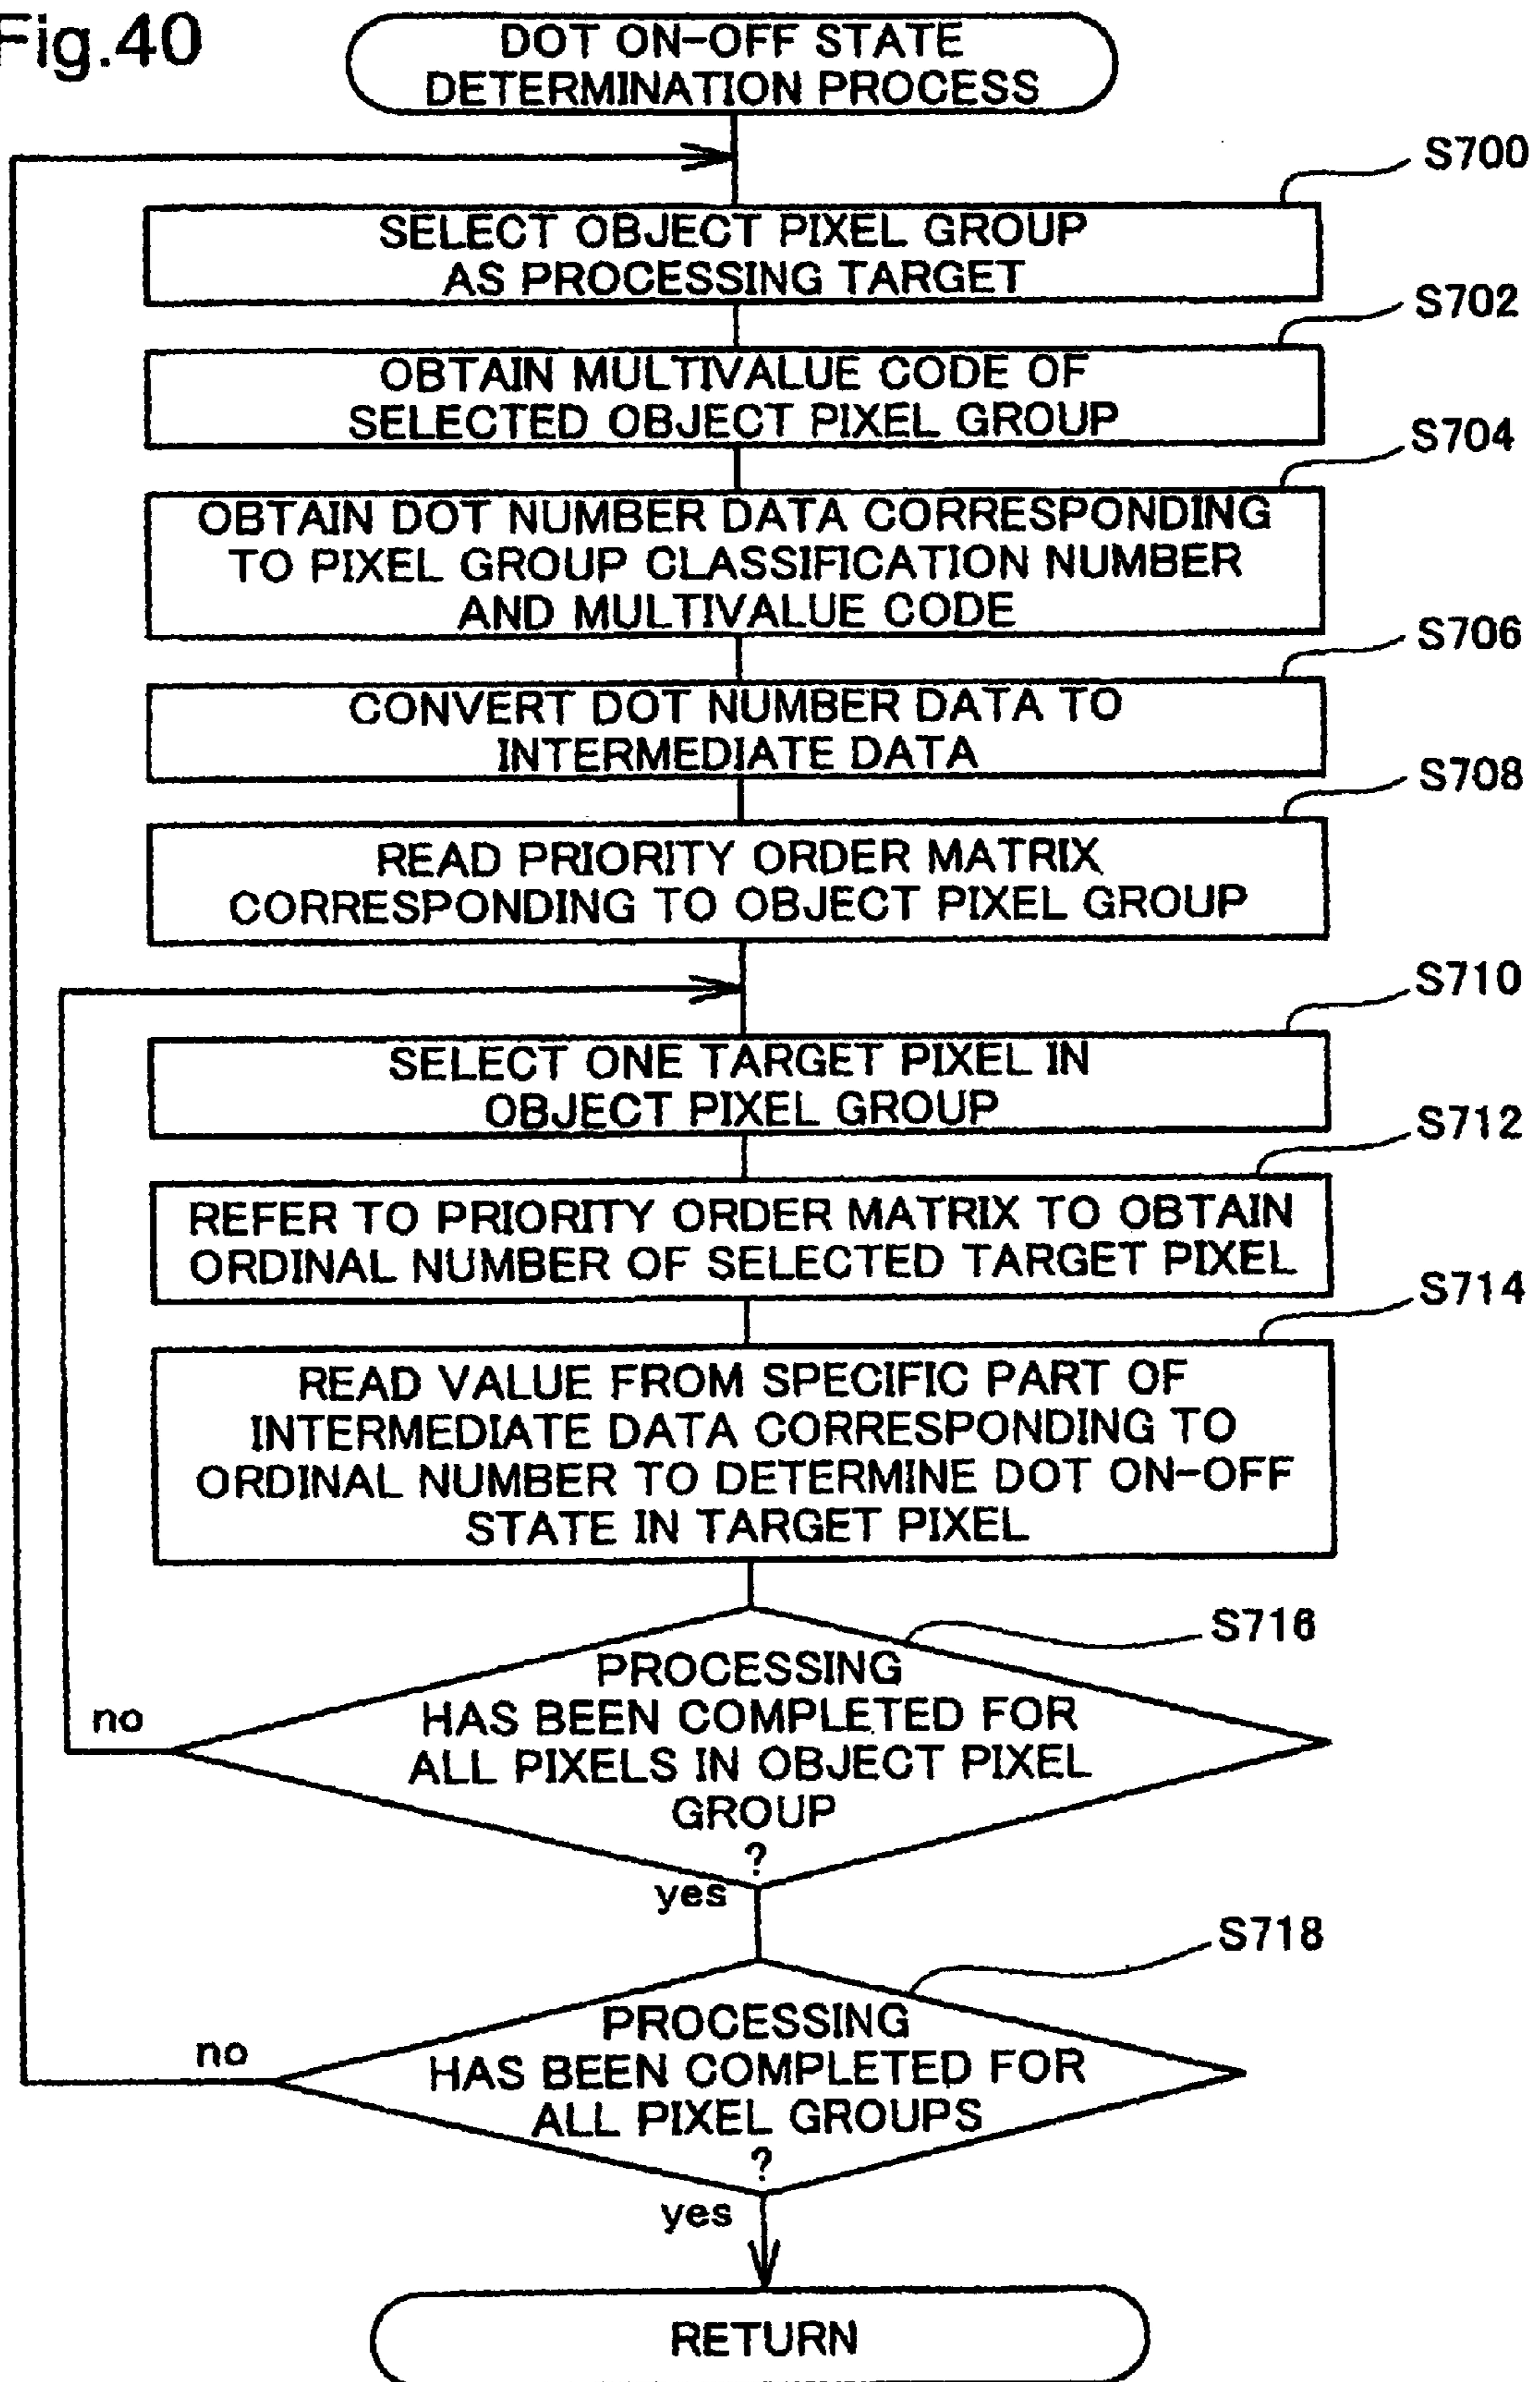 Fig.40
DOT ON-OFF STATE
DETERMINATION PROCESS
S700
SELECT OBJECT PIXEL GROUP
AS PROCESSING TARGET
S702
OBTAIN MULTIVALUE CODE OF
SELECTED OBJECT PIXEL GROUP
S704
OBTAIN DOT NUMBER DATA CORRESPONDING
TO PIXEL GROUP CLASSIFICATION NUMBER
AND MULTIVALUE CODE
S706
CONVERT DOT NUMBER DATA TO
INTERMEDIATE DATA
S708
READ PRIORITY ORDER MATRIX
CORRESPONDING TO OBJECT PIXEL GROUP
S710
SELECT ONE TARGET PIXEL IN
OBJECT PIXEL GROUP
S712
REFER TO PRIORITY ORDER MATRIX TO OBTAIN
ORDINAL NUMBER OF SELECTED TARGET PIXEL
S714
READ VALUE FROM SPECIFIC PART OF
INTERMEDIATE DATA CORRESPONDING TO
ORDINAL NUMBER TO DETERMINE DOT ON-OFF
STATE IN TARGET PIXEL
S716
PROCESSING
HAS BEEN COMPLETED FOR
ALL PIXELS IN OBJECT PIXEL
GROUP
?
no
yes
S718
PROCESSING
HAS BEEN COMPLETED FOR
ALL PIXEL GROUPS
?
no
yes
RETURN